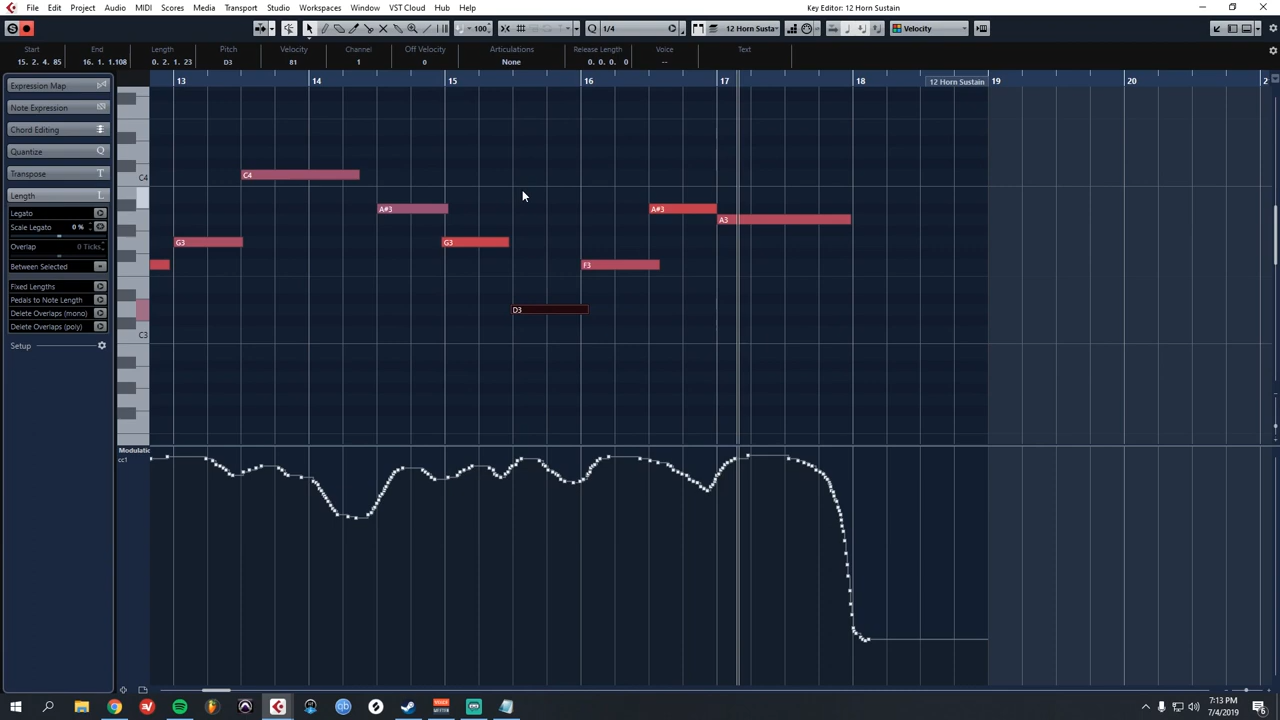 File Edit Project Audio MIDI Scores Media Transport Studio Workspaces Window VST Cloud Hub Help
Key Editor: 12 Horn Sustain
100 1/4 12 Horn Susta Velocity
Start End Length Pitch Velocity Channel Off Velocity Articulations Release Length Voice Text
15. 2. 4. 85 16. 1. 1.108 0. 2. 1. 23 D3 81 1 0 None 0. 0. 0. 0 --
13 14 15 16 17 18 12 Horn Sustain 19 20 2
Expression Map
Note Expression
Chord Editing
Quantize Q
Transpose T
Length L
Legato
Scale Legato 0 %
Overlap 0 Ticks
Between Selected
Fixed Lengths
Pedals to Note Length
Delete Overlaps (mono)
Delete Overlaps (poly)
Setup
C4
C3
C4
A#3 A#3
A3
G3 G3
F3
D3
Modulatio
cc1
7:13 PM
7/4/2019